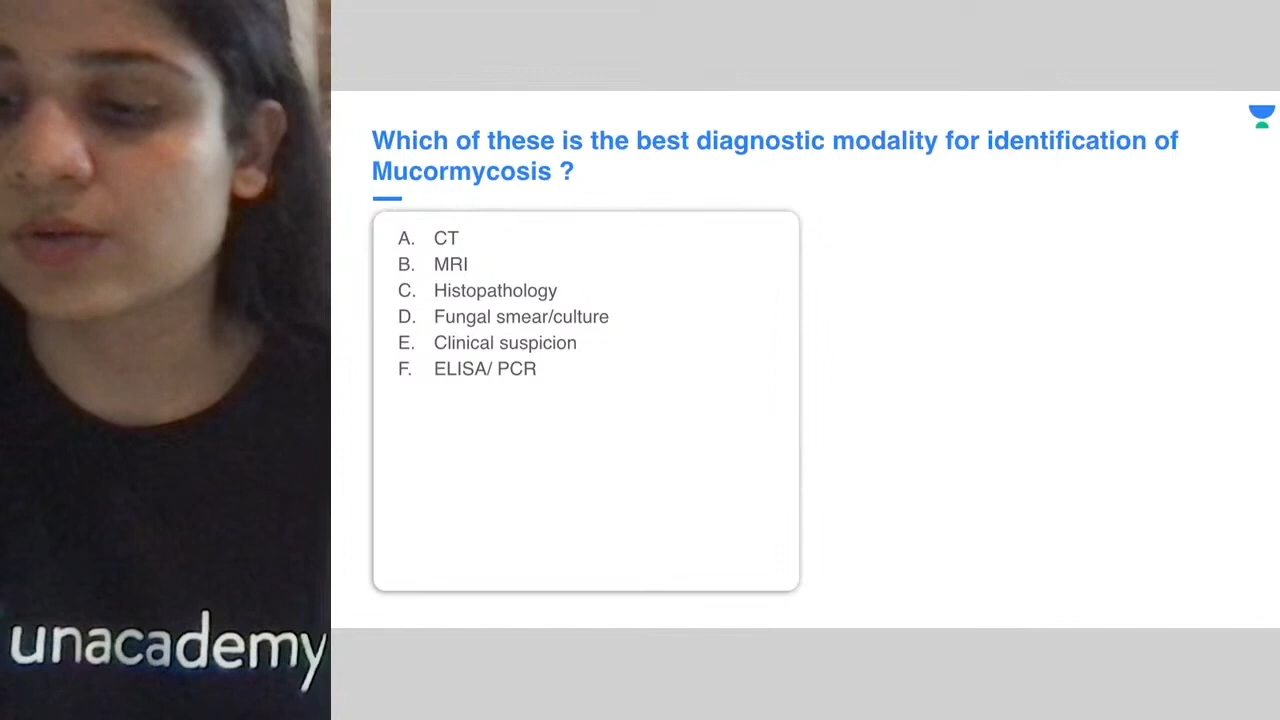 Which of these is the best diagnostic modality for identification of
Mucormycosis ?
A. CT
B. MRI
C. Histopathology
D. Fungal smear/culture
E. Clinical suspicion
F. ELISA/ PCR
unacademy